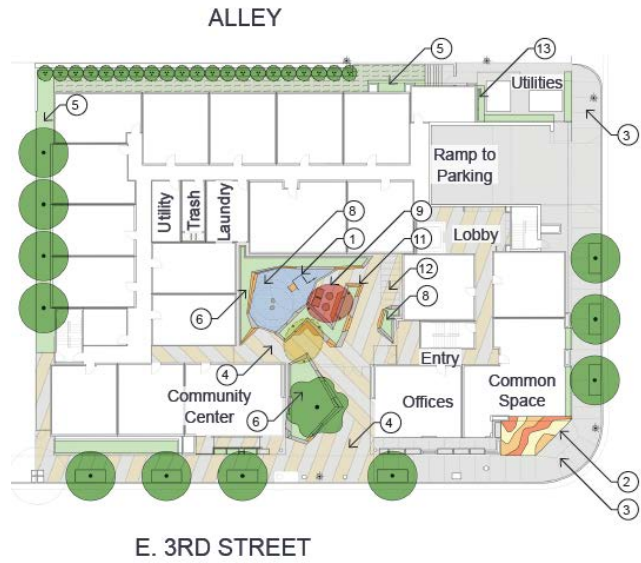 ALLEY
5
13
5
Utilities
3
Ramp to
Parking
Utility
Trash
Laundry
8
1
9
11
Lobby
12
6
8
4
Entry
Community
Center
6
Offices
Common
Space
4
2
3
E. 3RD STREET